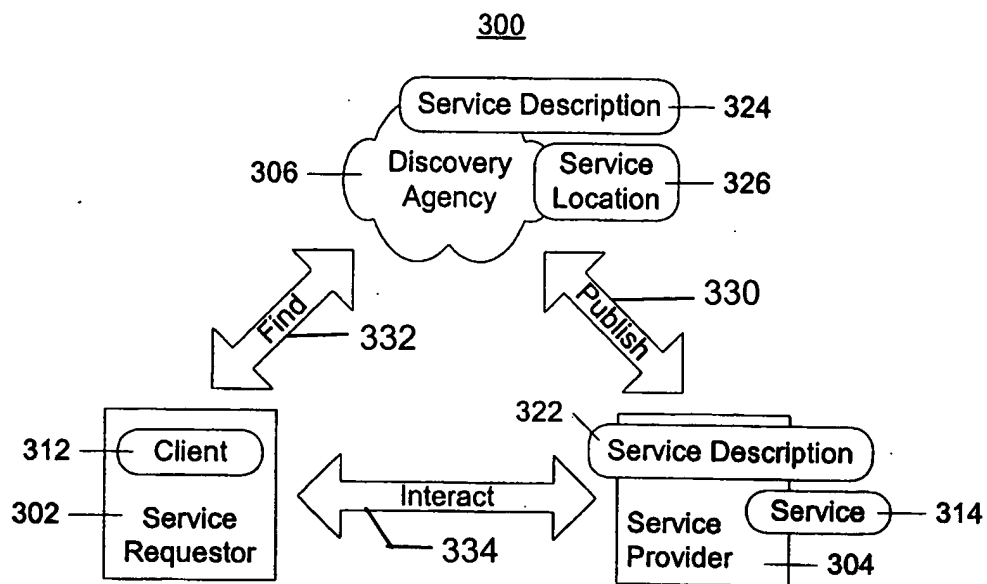 300
Service Description
324
306
Discovery
Agency
Service
Location
326
Find
332
Publish
330
312
Client
302
Service
Requestor
Interact
334
322
Service Description
Service
314
Service
Provider
304